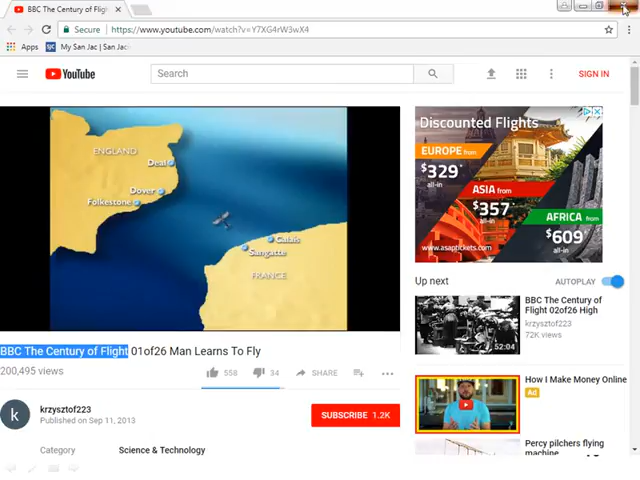 BBC The Century of Flight
Secure
https://www.youtube.com/watch?v=Y7XG4rW3wX4
Apps
SJC
My San Jac | San Jac
YouTube
Search
SIGN IN
ENGLAND
Deal
Dover
Folkestone
Calais
Sangatte
FRANCE
Discounted Flights
EUROPE from
$329*
all-in
ASIA from
$357
all-in
AFRICA from
$609*
all-in
www.asaptickets.com
Up next
AUTOPLAY
BBC The Century of
Flight 02of26 High
krzysztof223
72K views
52:04
BBC The Century of Flight 01of26 Man Learns To Fly
200,495 views
558
34
SHARE
How I Make Money Online
Ad
k
krzysztof223
Published on Sep 11, 2013
SUBSCRIBE 1.2K
Percy pilchers flying
machine
Category
Science & Technology